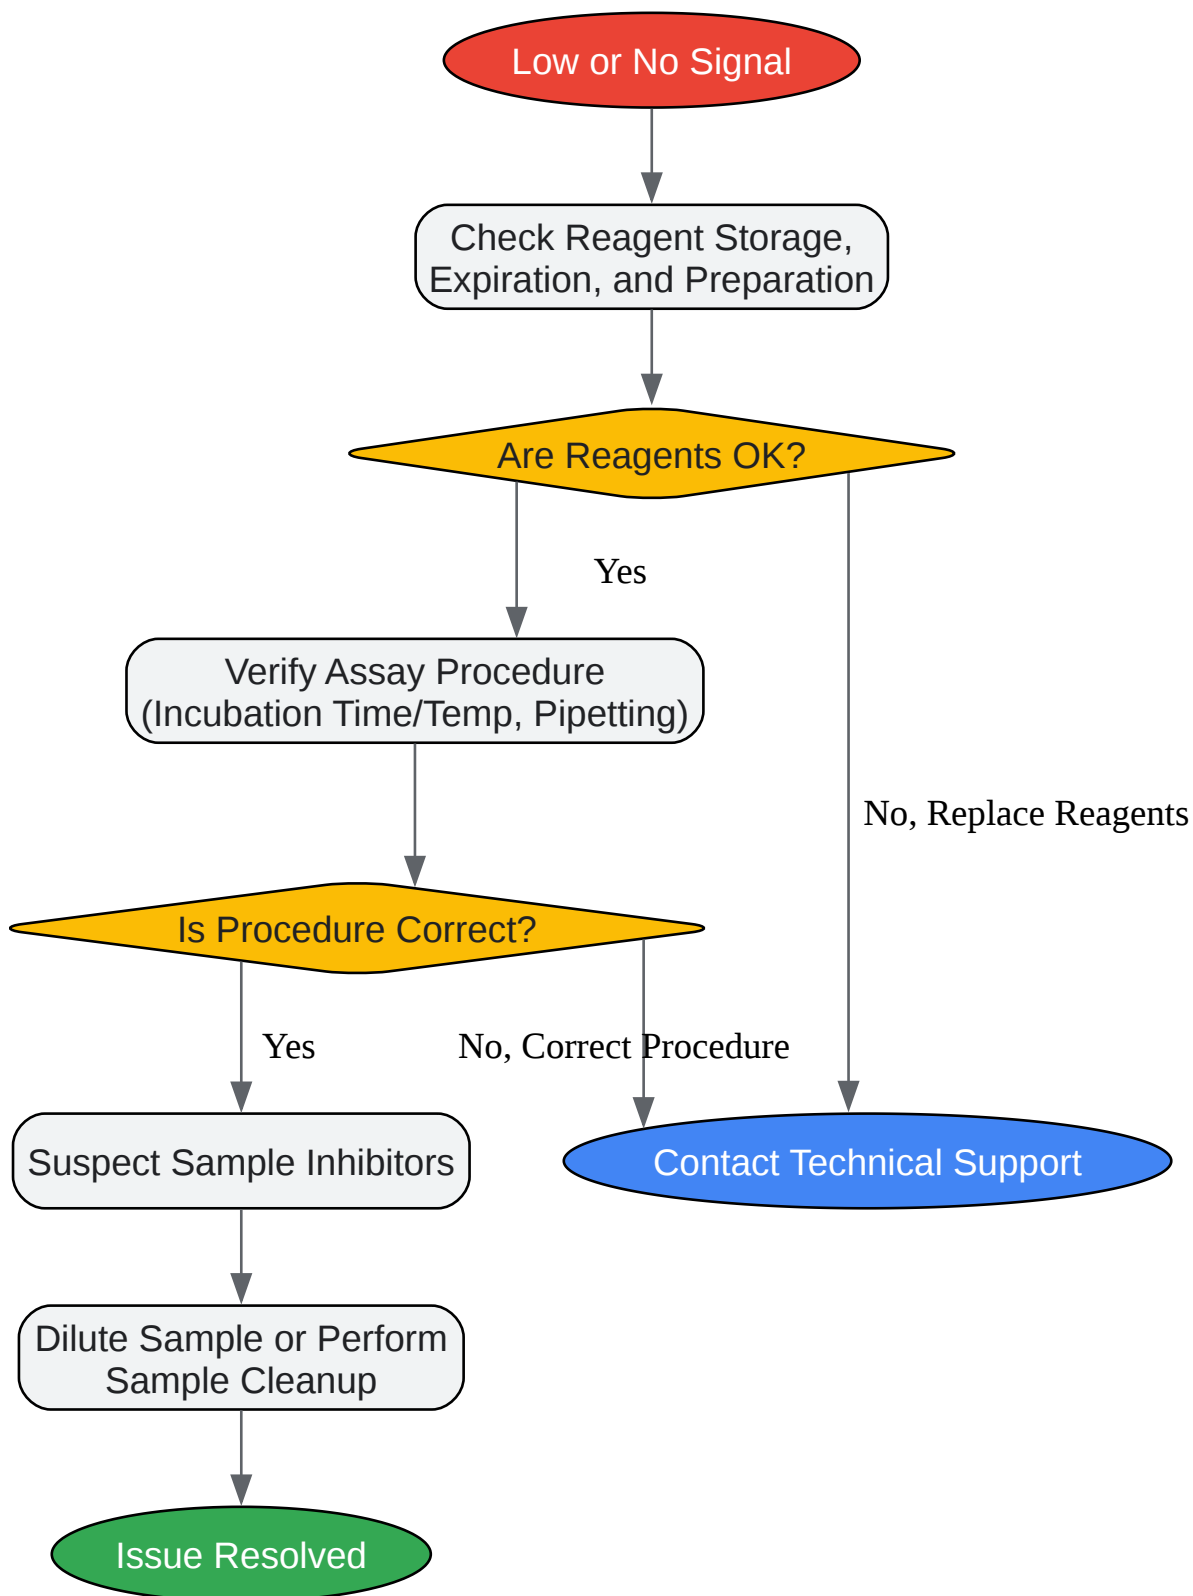 Low or No Signal
Check Reagent Storage,
Expiration, and Preparation
Are Reagents OK?
Yes
Verify Assay Procedure
(Incubation Time/Temp, Pipetting)
No, Replace Reagents
Is Procedure Correct?
Yes
No, Correct Procedure
Suspect Sample Inhibitors
Contact Technical Support
Dilute Sample or Perform
Sample Cleanup
Issue Resolved